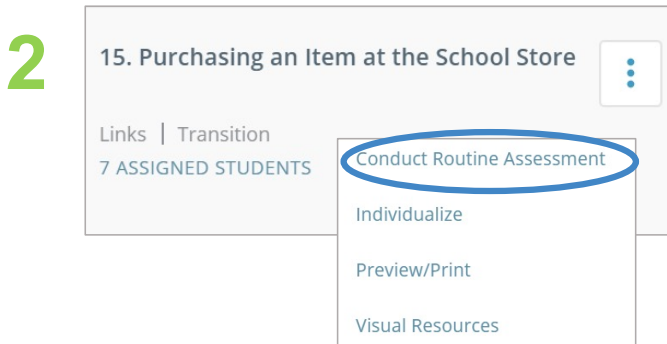 2
15. Purchasing an Item at the School Store
Links | Transition
7 ASSIGNED STUDENTS
Conduct Routine Assessment
Individualize
Preview/Print
Visual Resources